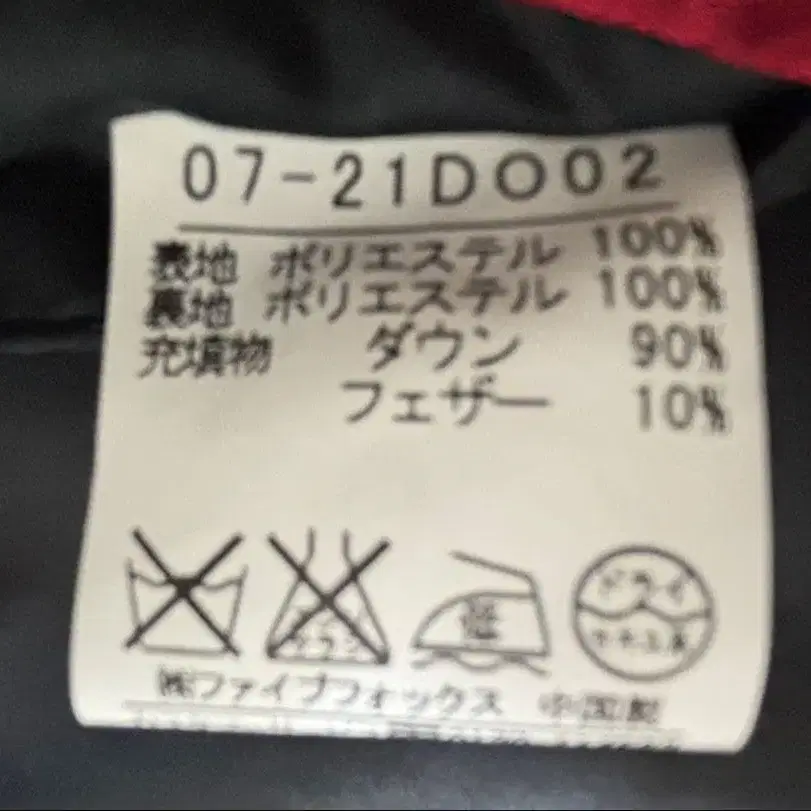 07-21DO02
表地 ポリエステル 100%
裏地 ポリエステル 100%
充填物 ダウン 90%
フェザー 10%
低
ドライ
㈱ファイブフォックス 中国製